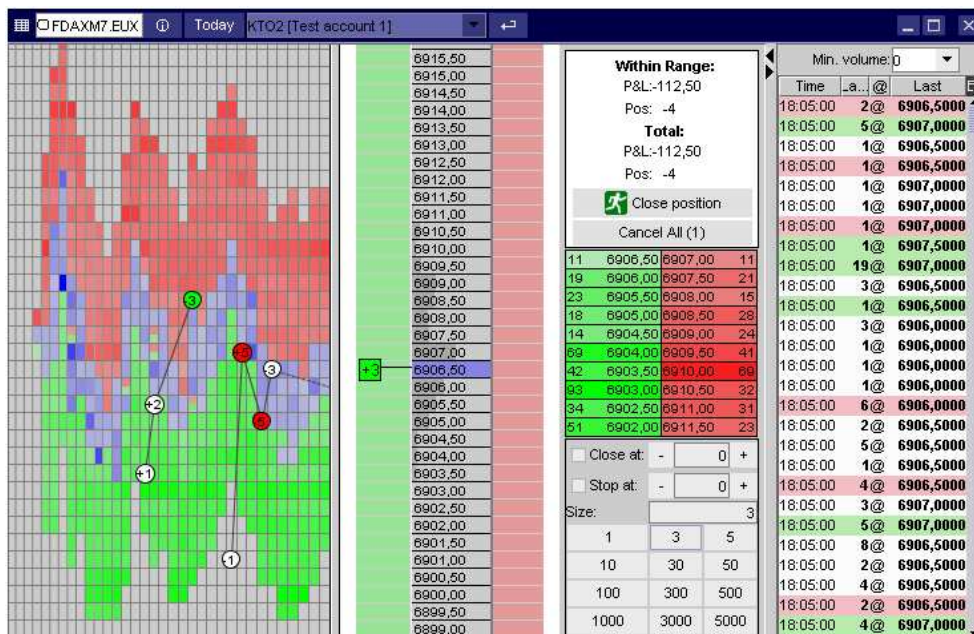 FDAXM7.EUX Today KTO2 [Test account 1]
-3
-3
+2
5
+1
-1
6915,50
6915,00
6914,50
6914,00
6913,50
6913,00
6912,50
6912,00
6911,50
6911,00
6910,50
6910,00
6909,50
6909,00
6908,50
6908,00
6907,50
6907,00
+3 6906,50
6906,00
6905,50
6905,00
6904,50
6904,00
6903,50
6903,00
6902,50
6902,00
6901,50
6901,00
6900,50
6900,00
6899,50
6899,00
Within Range:
P&L:-112,50
Pos: -4
Total:
P&L:-112,50
Pos: -4
Close position
Cancel All (1)
11 6906,50 6907,00 11
19 6906,00 6907,50 21
23 6905,50 6908,00 15
18 6905,00 6908,50 28
14 6904,50 6909,00 24
69 6904,00 6909,50 41
42 6903,50 6910,00 69
93 6903,00 6910,50 32
34 6902,50 6911,00 31
51 6902,00 6911,50 23
Close at: - 0 +
Stop at: - 0 +
Size: 3
1 3 5
10 30 50
100 300 500
1000 3000 5000
Min. volume: 0
Time _a... @ Last
18:05:00 2@ 6906,5000
18:05:00 5@ 6907,0000
18:05:00 1@ 6906,5000
18:05:00 1@ 6906,5000
18:05:00 1@ 6907,0000
18:05:00 1@ 6907,0000
18:05:00 1@ 6907,0000
18:05:00 1@ 6907,5000
18:05:00 19@ 6907,0000
18:05:00 3@ 6906,5000
18:05:00 1@ 6906,5000
18:05:00 3@ 6906,0000
18:05:00 1@ 6906,0000
18:05:00 1@ 6906,0000
18:05:00 1@ 6906,0000
18:05:00 6@ 6906,0000
18:05:00 2@ 6906,5000
18:05:00 5@ 6906,5000
18:05:00 1@ 6906,5000
18:05:00 4@ 6906,5000
18:05:00 3@ 6907,0000
18:05:00 5@ 6907,0000
18:05:00 8@ 6906,5000
18:05:00 2@ 6906,5000
18:05:00 4@ 6906,5000
18:05:00 2@ 6906,5000
18:05:00 4@ 6907,0000